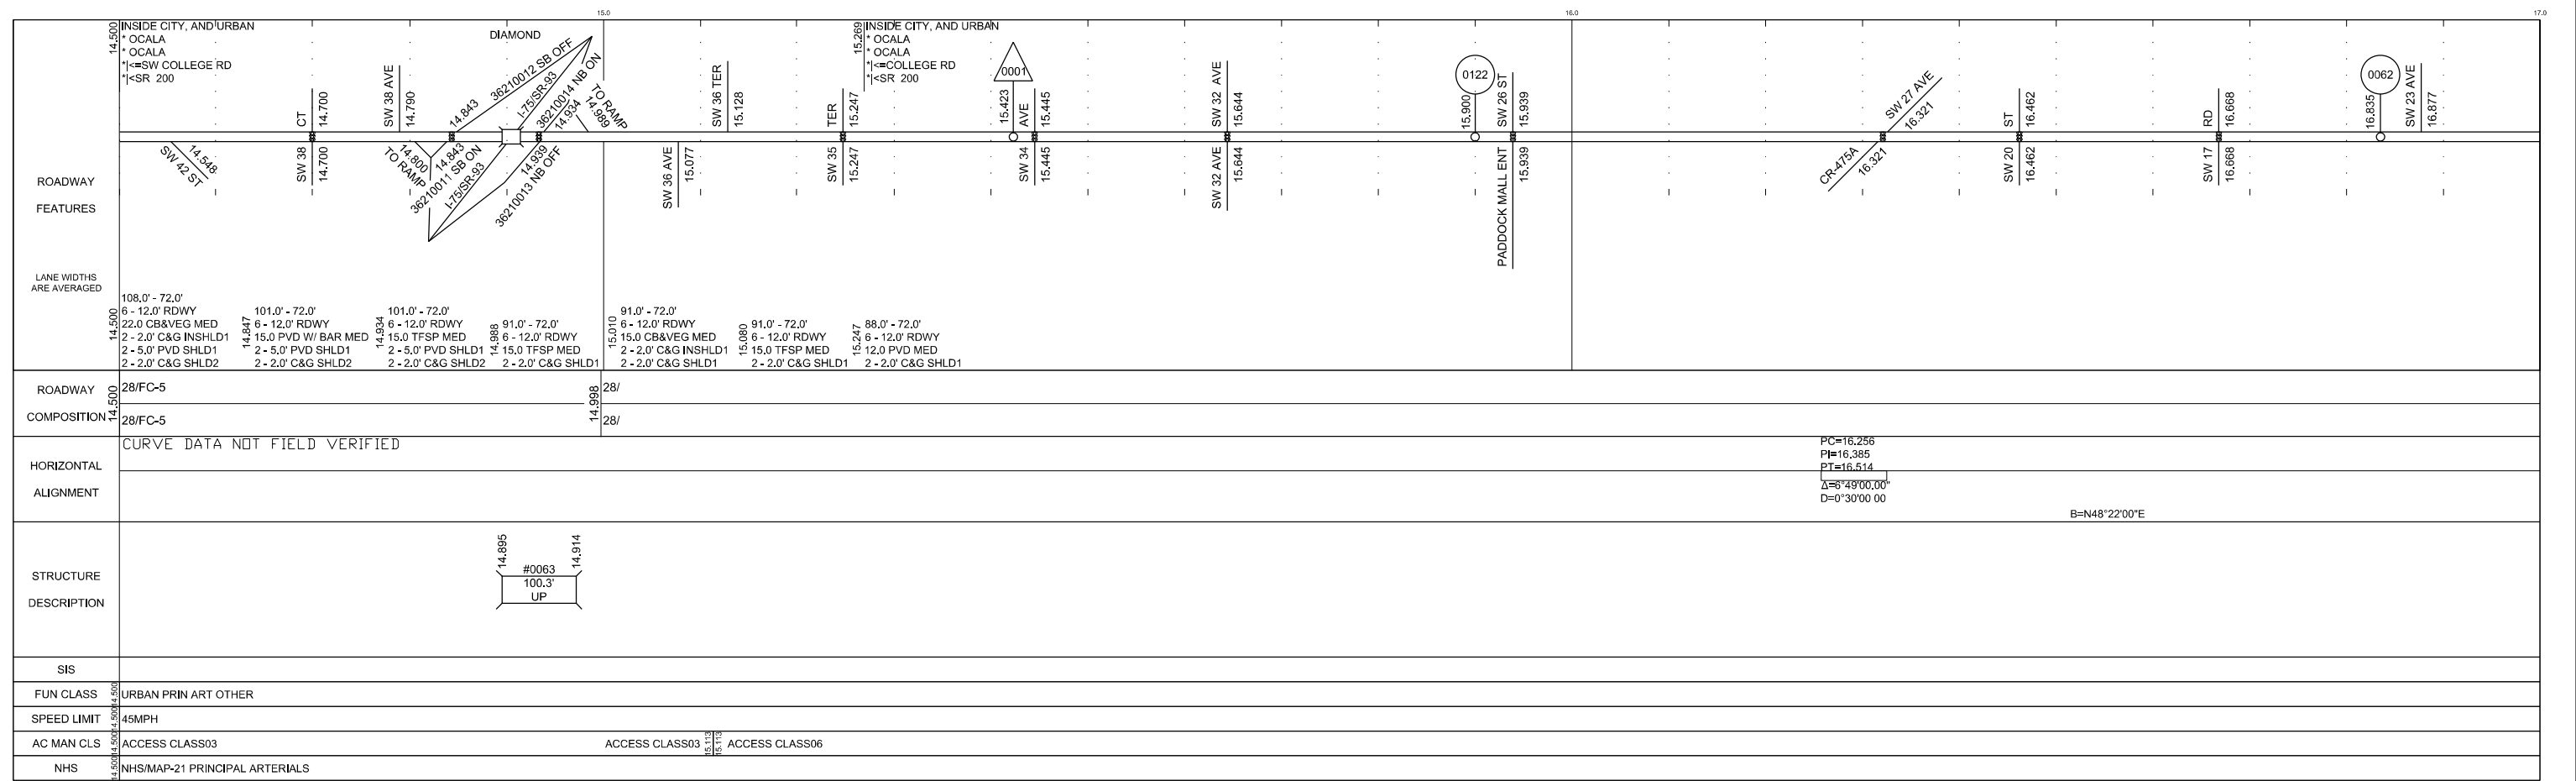 15.0
16.0
17.0
14.500
INSIDE CITY, AND URBAN
* OCALA
* OCALA
*|<=SW COLLEGE RD
*|<SR 200
DIAMOND
15.269
INSIDE CITY, AND URBAN
* OCALA
* OCALA
*|<=COLLEGE RD
*|<SR 200
CT
14.700
SW 38 AVE
14.790
14.843
36210012 SB OFF
I-75/SR-93
36210014 NB ON
14.934
TO RAMP
14.989
SW 36 TER
15.128
TER
15.247
0001
15.423
AVE
15.445
SW 32 AVE
15.644
0122
15.900
SW 26 ST
15.939
SW 27 AVE
16.321
ST
16.462
RD
16.668
0062
16.835
SW 23 AVE
16.877
ROADWAY
FEATURES
14.548
SW 42 ST
SW 38
14.700
14.800
TO RAMP
14.843
36210011 SB ON
I-75/SR-93
14.939
36210013 NB OFF
SW 36 AVE
15.077
SW 35
15.247
SW 34
15.445
SW 32 AVE
15.644
PADDOCK MALL ENT
15.939
CR-475A
16.321
SW 20
16.462
SW 17
16.668
LANE WIDTHS
ARE AVERAGED
14.500
108.0' - 72.0'
6 - 12.0' RDWY
22.0 CB&VEG MED
2 - 2.0' C&G INSHLD1
2 - 5.0' PVD SHLD1
2 - 2.0' C&G SHLD2
14.847
101.0' - 72.0'
6 - 12.0' RDWY
15.0 PVD W/ BAR MED
2 - 5.0' PVD SHLD1
2 - 2.0' C&G SHLD2
14.934
101.0' - 72.0'
6 - 12.0' RDWY
15.0 TFSP MED
2 - 5.0' PVD SHLD1
2 - 2.0' C&G SHLD2
14.988
91.0' - 72.0'
6 - 12.0' RDWY
15.0 TFSP MED
2 - 2.0' C&G SHLD1
15.010
91.0' - 72.0'
6 - 12.0' RDWY
15.0 CB&VEG MED
2 - 2.0' C&G INSHLD1
2 - 2.0' C&G SHLD1
15.080
91.0' - 72.0'
6 - 12.0' RDWY
15.0 TFSP MED
2 - 2.0' C&G SHLD1
15.247
88.0' - 72.0'
6 - 12.0' RDWY
12.0 PVD MED
2 - 2.0' C&G SHLD1
ROADWAY
COMPOSITION
14.500
28/FC-5
28/FC-5
14.998
28/
28/
HORIZONTAL
ALIGNMENT
CURVE DATA NOT FIELD VERIFIED
PC=16.256
PI=16.385
PT=16.514
Δ=6°49'00.00"
D=0°30'00 00
B=N48°22'00"E
STRUCTURE
DESCRIPTION
14.895
14.914
#0063
100.3'
UP
SIS
FUN CLASS
14.500
URBAN PRIN ART OTHER
SPEED LIMIT
14.500
45MPH
AC MAN CLS
14.500
ACCESS CLASS03
ACCESS CLASS03
15.113
15.113
ACCESS CLASS06
NHS
14.500
NHS/MAP-21 PRINCIPAL ARTERIALS